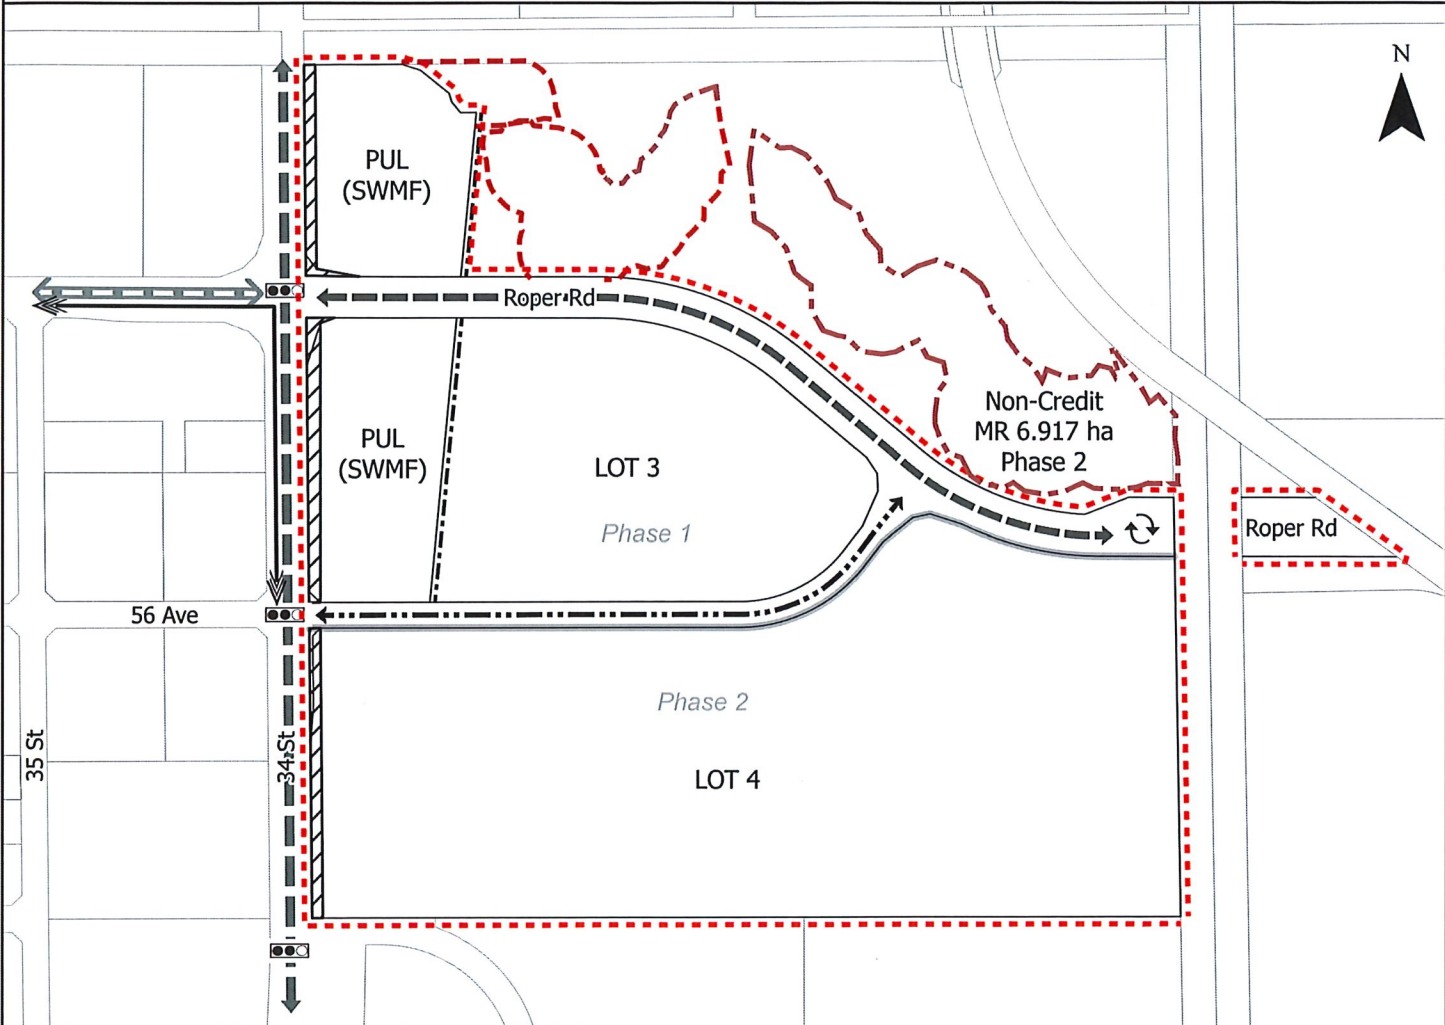 N
PUL
(SWMF)
Roper Rd
Non-Credit
MR 6.917 ha
Phase 2
PUL
(SWMF)
LOT 3
Phase 1
Roper Rd
56 Ave
Phase 2
35 St
34 St
LOT 4